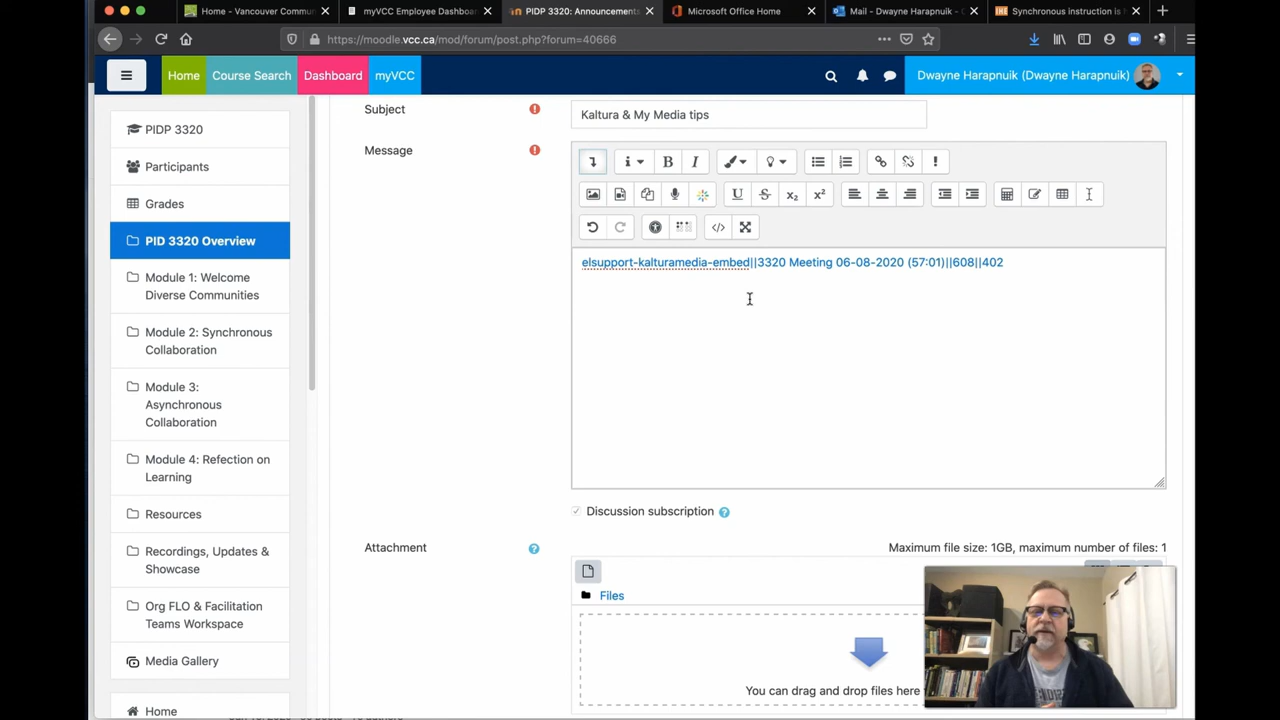 Home - Vancouver Commun
myVCC Employee Dashboa
PIDP 3320: Announcements
Microsoft Office Home
Mail - Dwayne Harapnuik - 
Synchronous instruction is
https://moodle.vcc.ca/mod/forum/post.php?forum=40666
Home
Course Search
Dashboard
myVCC
Dwayne Harapnuik (Dwayne Harapnuik)
PIDP 3320
Participants
Grades
PID 3320 Overview
Module 1: Welcome
Diverse Communities
Module 2: Synchronous
Collaboration
Module 3:
Asynchronous
Collaboration
Module 4: Refection on
Learning
Resources
Recordings, Updates &
Showcase
Org FLO & Facilitation
Teams Workspace
Media Gallery
Home
Subject
Kaltura & My Media tips
Message
elsupport-kalturamedia-embed||3320 Meeting 06-08-2020 (57:01)||608||402
Discussion subscription
Attachment
Maximum file size: 1GB, maximum number of files: 1
Files
You can drag and drop files here